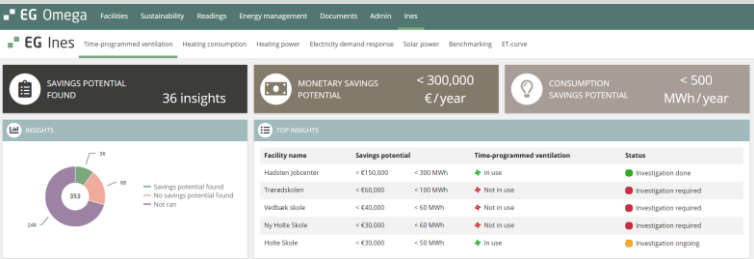 EG Omega Facilities Sustainability Readings Energy management Documents Admin Ines
EG Ines Time-programmed ventilation Heating consumption Heating power Electricity demand response Solar power Benchmarking ET-curve
SAVINGS POTENTIAL FOUND 36 insights
MONETARY SAVINGS POTENTIAL < 300,000 €/year
CONSUMPTION SAVINGS POTENTIAL < 500 MWh/year
INSIGHTS
36
68
353
249
Savings potential found
No savings potential found
Not ran
TOP INSIGHTS
Facility name Savings potential Time-programmed ventilation Status
Hadsten Jobcenter < €150,000 < 300 MWh In use Investigation done
Trørødskolen < €60,000 < 100 MWh Not in use Investigation required
Vedbæk skole < €40,000 < 60 MWh Not in use Investigation required
Ny Holte Skole < €30,000 < 60 MWh Not in use Investigation required
Holte Skole < €30,000 < 50 MWh In use Investigation ongoing